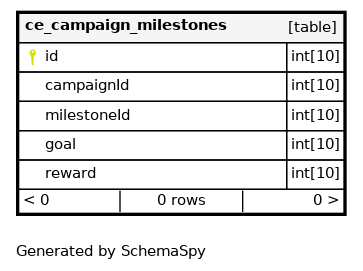 ce_campaign_milestones [table]
id int[10]
campaignId int[10]
milestoneId int[10]
goal int[10]
reward int[10]
< 0 0 rows 0 >
Generated by SchemaSpy